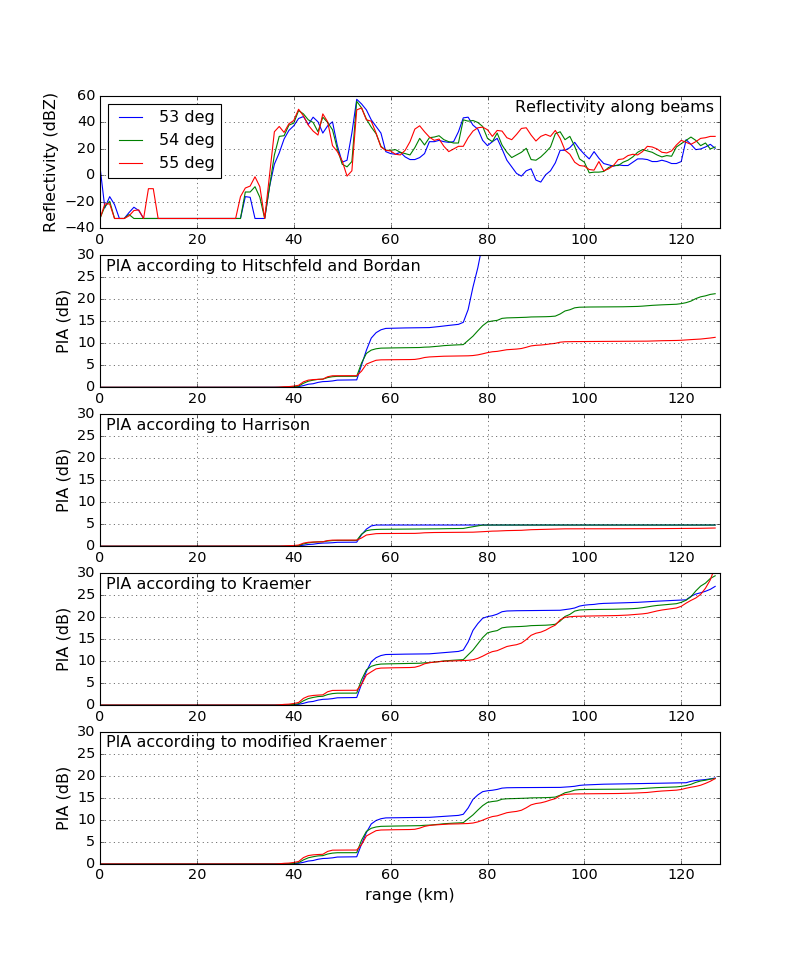 Reflectivity along beams
53 deg
54 deg
55 deg
Reflectivity (dBZ)
60
40
20
0
−20
−40
0 20 40 60 80 100 120
PIA according to Hitschfeld and Bordan
PIA (dB)
30
25
20
15
10
5
0
0 20 40 60 80 100 120
PIA according to Harrison
PIA (dB)
30
25
20
15
10
5
0
0 20 40 60 80 100 120
PIA according to Kraemer
PIA (dB)
30
25
20
15
10
5
0
0 20 40 60 80 100 120
PIA according to modified Kraemer
PIA (dB)
30
25
20
15
10
5
0
0 20 40 60 80 100 120
range (km)